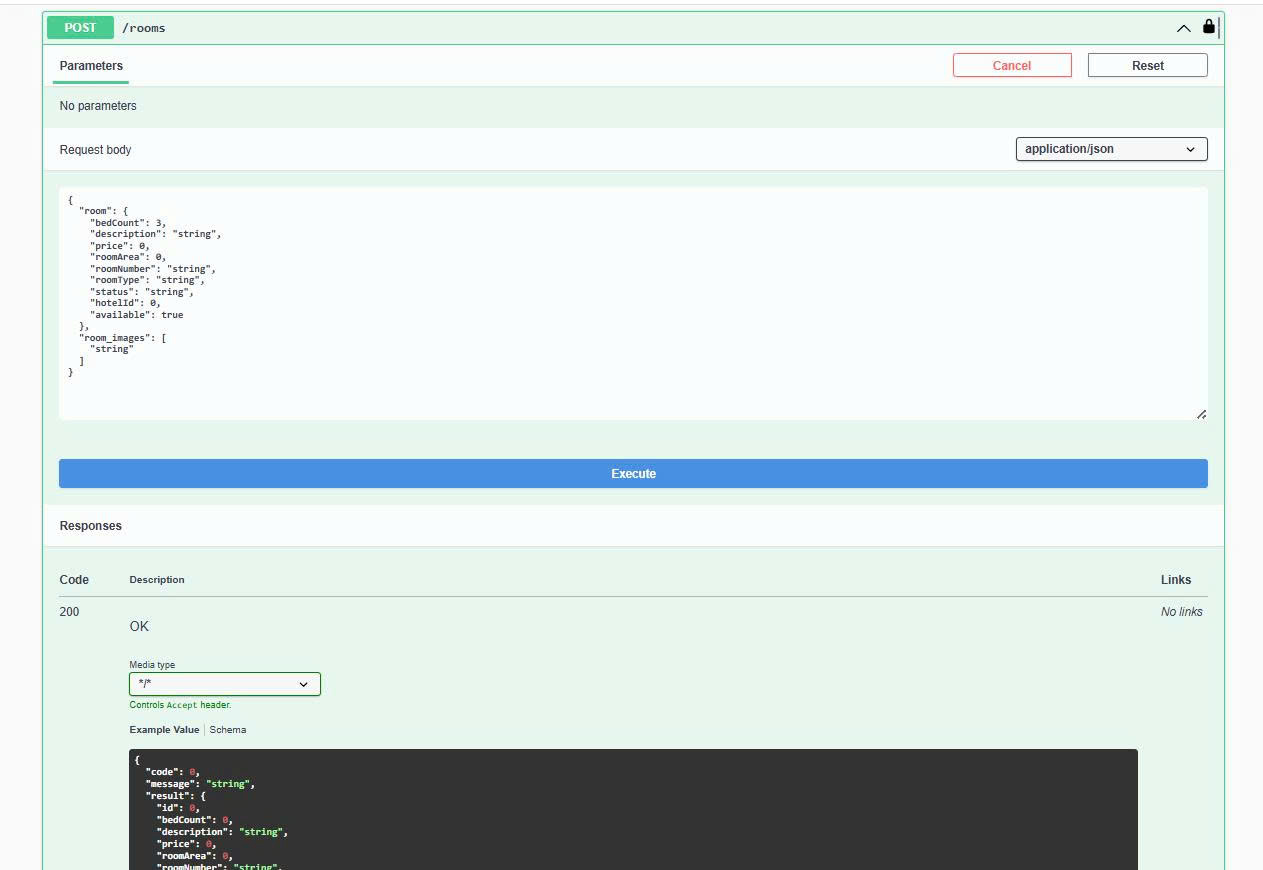 POST /rooms
Parameters
Cancel
Reset
No parameters
Request body
application/json
{
  "room": {
    "bedCount": 3,
    "description": "string",
    "price": 0,
    "roomArea": 0,
    "roomNumber": "string",
    "roomType": "string",
    "status": "string",
    "hotelId": 0,
    "available": true
  },
  "room_images": [
    "string"
  ]
}
Execute
Responses
Code Description Links
200 OK No links
Media type
*/*
Controls Accept header.
Example Value Schema
{
  "code": 0,
  "message": "string",
  "result": {
    "id": 0,
    "bedCount": 0,
    "description": "string",
    "price": 0,
    "roomArea": 0,
    "roomNumber": "string",